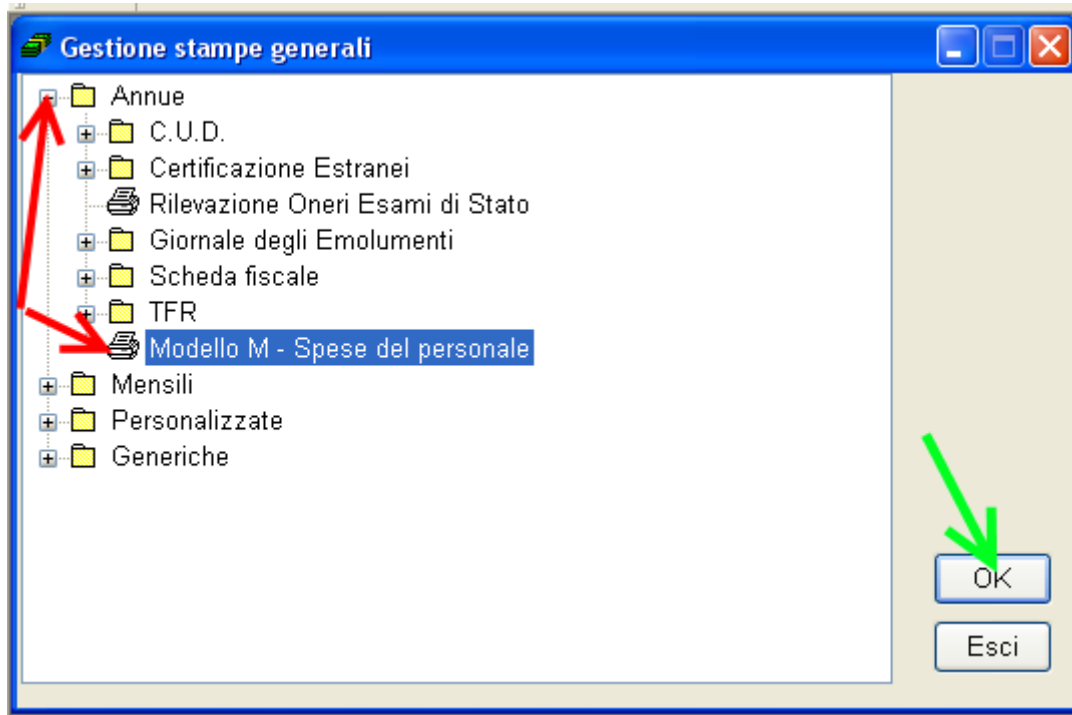 Gestione stampe generali
Annue
C.U.D.
Certificazione Estranei
Rilevazione Oneri Esami di Stato
Giornale degli Emolumenti
Scheda fiscale
TFR
Modello M - Spese del personale
Mensili
Personalizzate
Generiche
OK
Esci